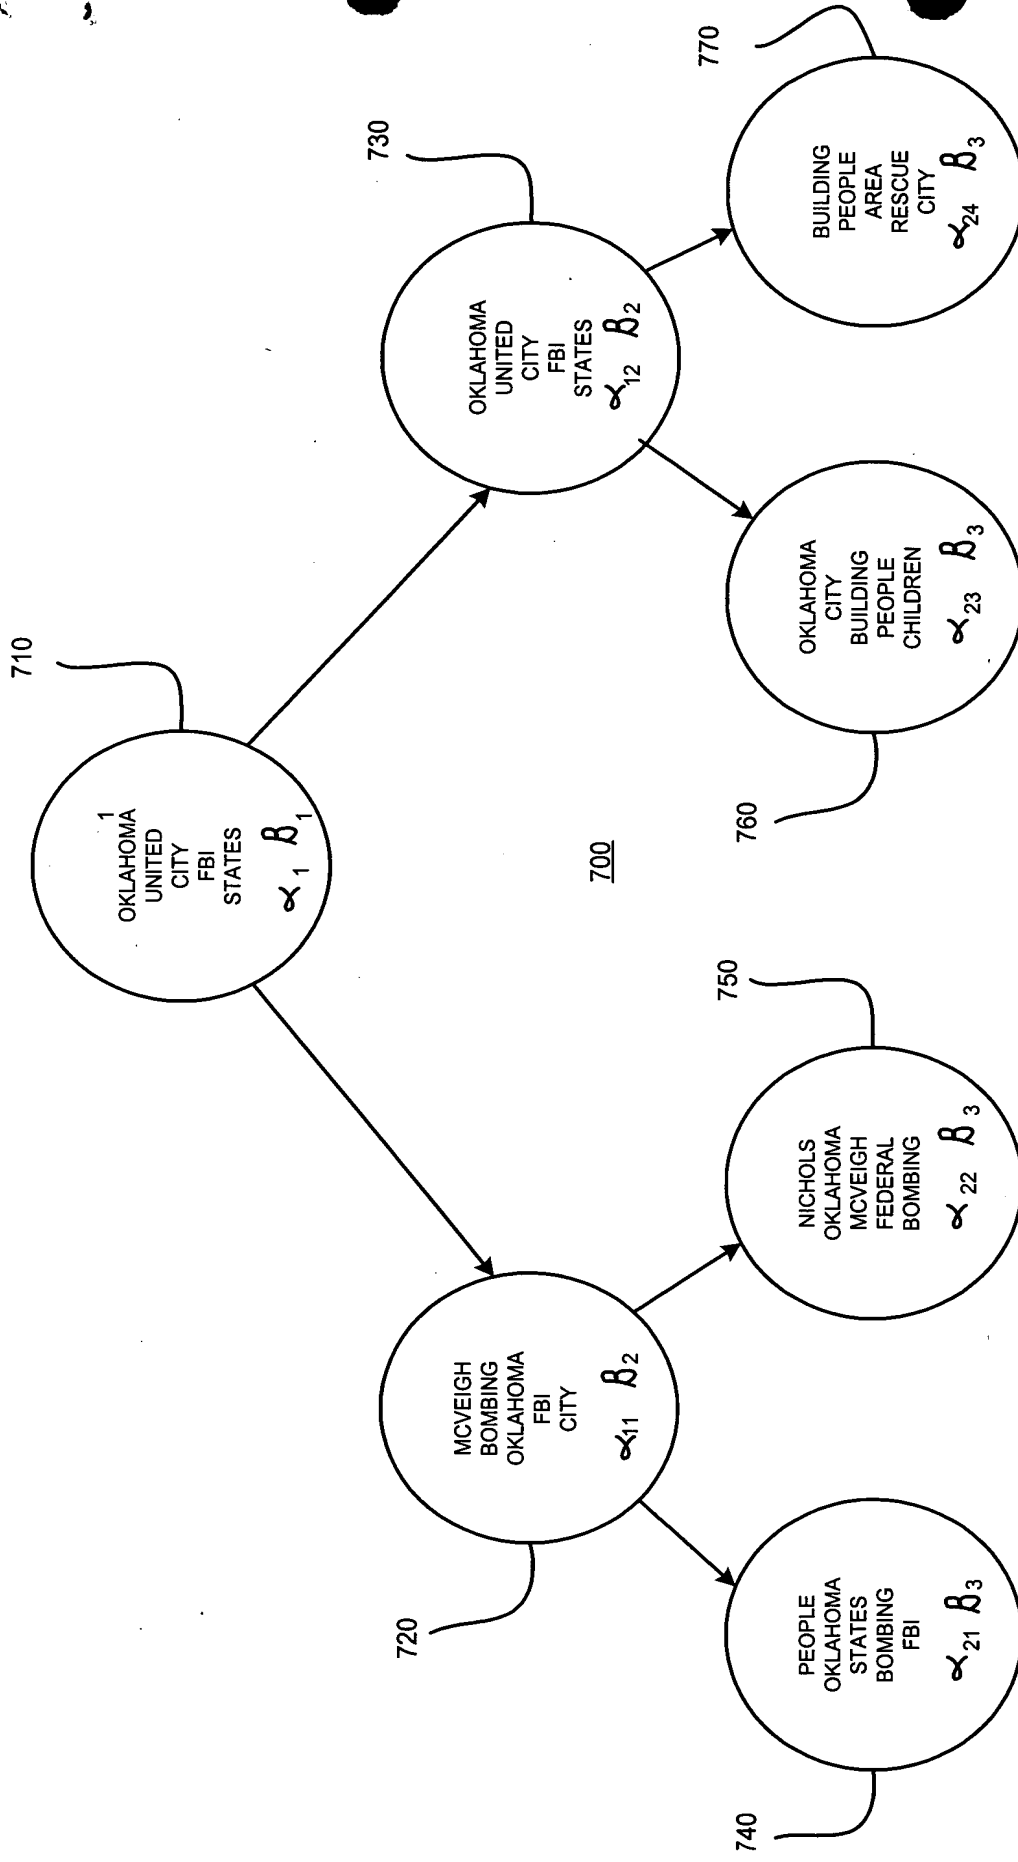 710
OKLAHOMA 1
UNITED
CITY
FBI
STATES
α1 β1
720
MCVEIGH
BOMBING
OKLAHOMA
FBI
CITY
α11 β2
730
OKLAHOMA
UNITED
CITY
FBI
STATES
α12 β2
700
740
PEOPLE
OKLAHOMA
STATES
BOMBING
FBI
α21 β3
750
NICHOLS
OKLAHOMA
MCVEIGH
FEDERAL
BOMBING
α22 β3
760
OKLAHOMA
CITY
BUILDING
PEOPLE
CHILDREN
α23 β3
770
BUILDING
PEOPLE
AREA
RESCUE
CITY
α24 β3